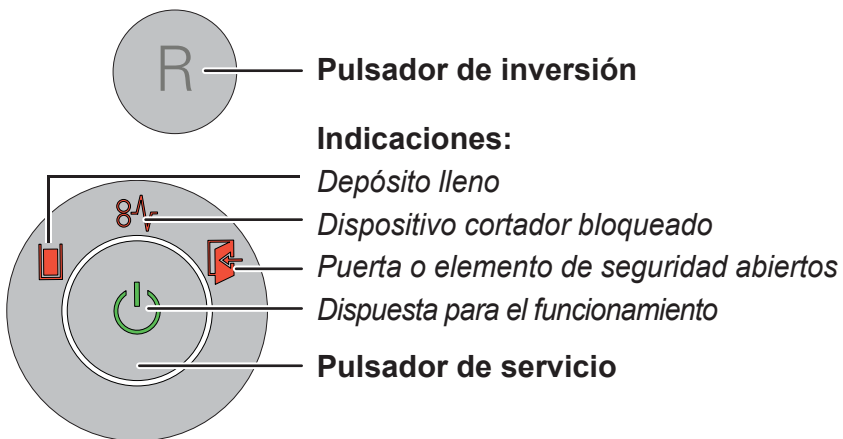 R
Pulsador de inversión
Indicaciones:
Depósito lleno
Dispositivo cortador bloqueado
Puerta o elemento de seguridad abiertos
Dispuesta para el funcionamiento
Pulsador de servicio